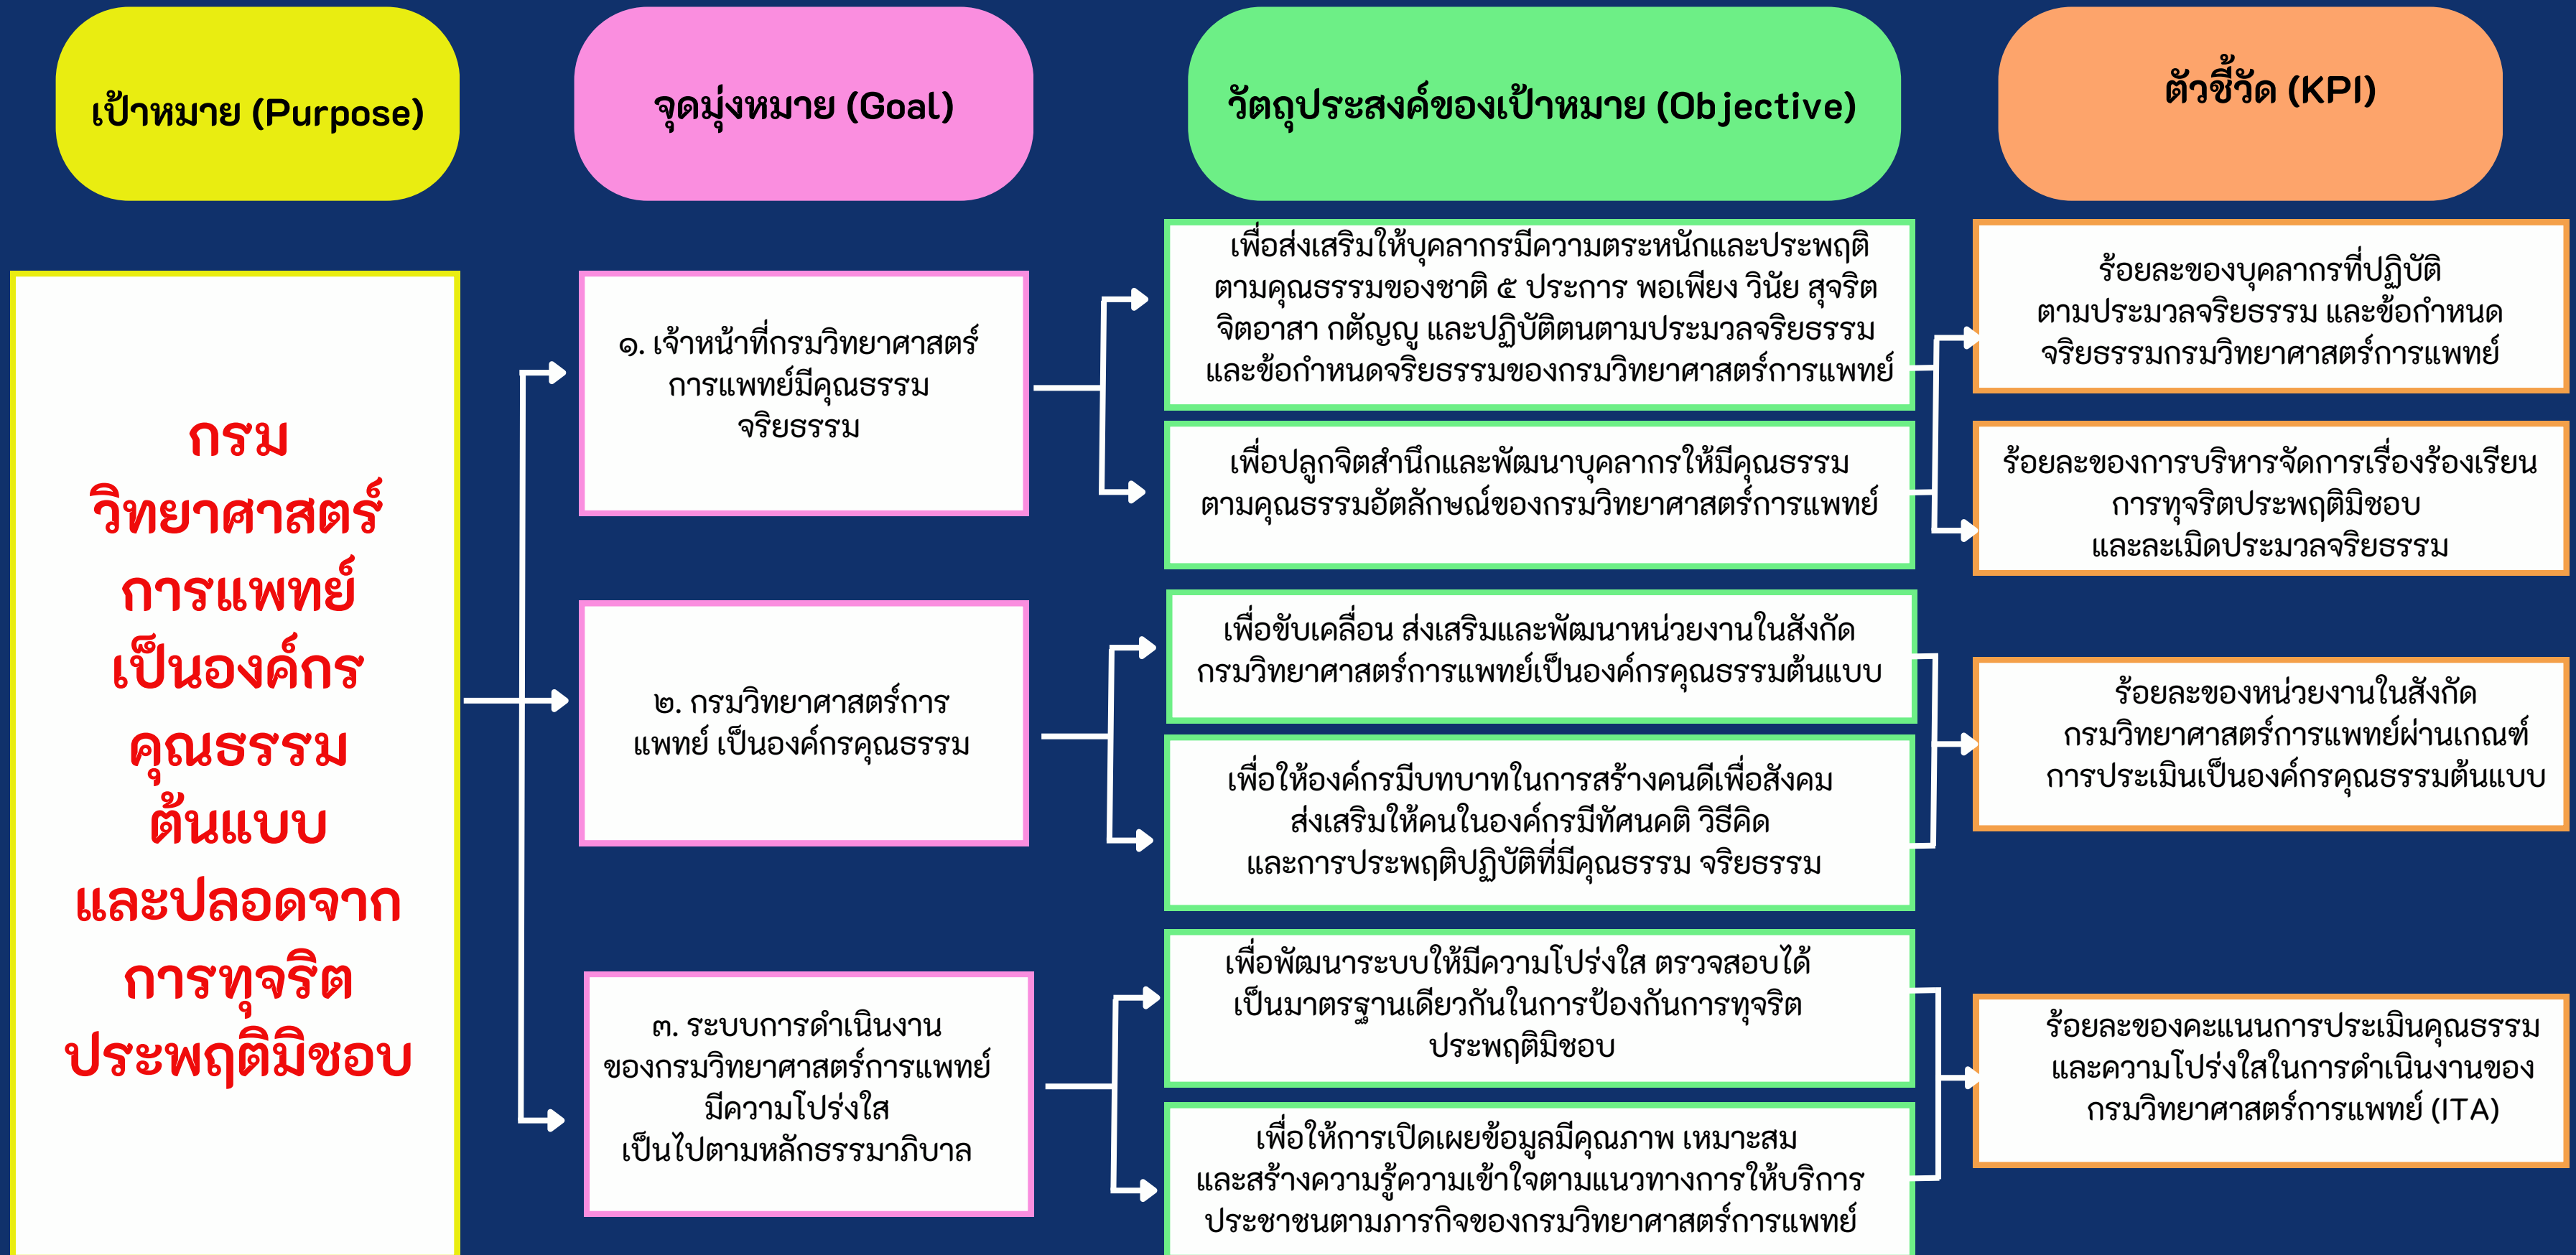 เป้าหมาย (Purpose)
จุดมุ่งหมาย (Goal)
วัตถุประสงค์ของเป้าหมาย (Objective)
ตัวชี้วัด (KPI)
กรม
วิทยาศาสตร์
การแพทย์
เป็นองค์กร
คุณธรรม
ต้นแบบ
และปลอดจาก
การทุจริต
ประพฤติมิชอบ
๑. เจ้าหน้าที่กรมวิทยาศาสตร์
การแพทย์มีคุณธรรม
จริยธรรม
เพื่อส่งเสริมให้บุคลากรมีความตระหนักและประพฤติ
ตามคุณธรรมของชาติ ๕ ประการ พอเพียง วินัย สุจริต
จิตอาสา กตัญญู และปฏิบัติตนตามประมวลจริยธรรม
และข้อกำหนดจริยธรรมของกรมวิทยาศาสตร์การแพทย์
เพื่อปลูกจิตสำนึกและพัฒนาบุคลากรให้มีคุณธรรม
ตามคุณธรรมอัตลักษณ์ของกรมวิทยาศาสตร์การแพทย์
ร้อยละของบุคลากรที่ปฏิบัติ
ตามประมวลจริยธรรม และข้อกำหนด
จริยธรรมกรมวิทยาศาสตร์การแพทย์
ร้อยละของการบริหารจัดการเรื่องร้องเรียน
การทุจริตประพฤติมิชอบ
และละเมิดประมวลจริยธรรม
๒. กรมวิทยาศาสตร์การ
แพทย์ เป็นองค์กรคุณธรรม
เพื่อขับเคลื่อน ส่งเสริมและพัฒนาหน่วยงานในสังกัด
กรมวิทยาศาสตร์การแพทย์เป็นองค์กรคุณธรรมต้นแบบ
เพื่อให้องค์กรมีบทบาทในการสร้างคนดีเพื่อสังคม
ส่งเสริมให้คนในองค์กรมีทัศนคติ วิธีคิด
และการประพฤติปฏิบัติที่มีคุณธรรม จริยธรรม
ร้อยละของหน่วยงานในสังกัด
กรมวิทยาศาสตร์การแพทย์ผ่านเกณฑ์
การประเมินเป็นองค์กรคุณธรรมต้นแบบ
๓. ระบบการดำเนินงาน
ของกรมวิทยาศาสตร์การแพทย์
มีความโปร่งใส
เป็นไปตามหลักธรรมาภิบาล
เพื่อพัฒนาระบบให้มีความโปร่งใส ตรวจสอบได้
เป็นมาตรฐานเดียวกันในการป้องกันการทุจริต
ประพฤติมิชอบ
เพื่อให้การเปิดเผยข้อมูลมีคุณภาพ เหมาะสม
และสร้างความรู้ความเข้าใจตามแนวทางการให้บริการ
ประชาชนตามภารกิจของกรมวิทยาศาสตร์การแพทย์
ร้อยละของคะแนนการประเมินคุณธรรม
และความโปร่งใสในการดำเนินงานของ
กรมวิทยาศาสตร์การแพทย์ (ITA)